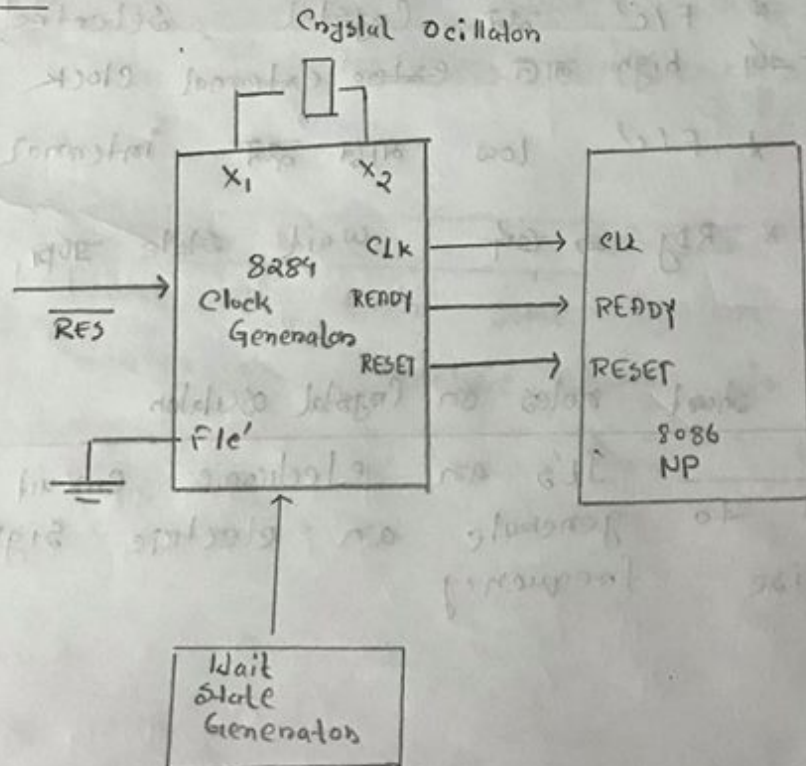 Crystal Ocillator
X1 X2
8284
Clock
Generator
CLK
READY
RESET
RES
F/C'
CLK
READY
RESET
8086
MP
Wait
State
Generator